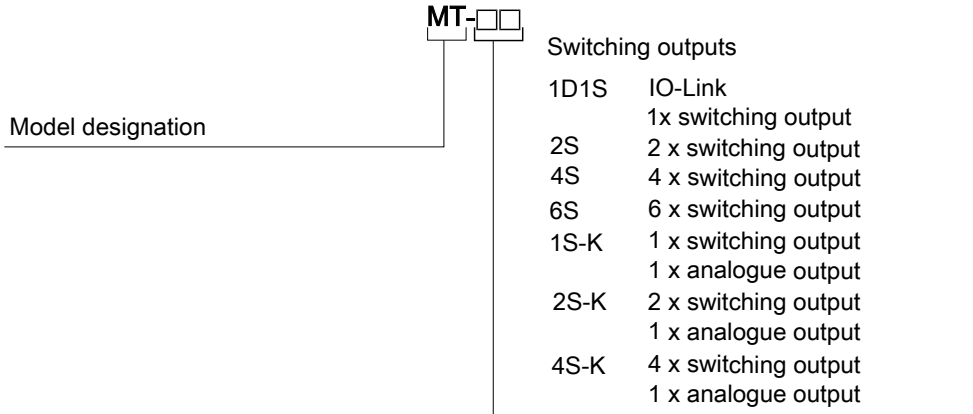 MT-□□
Switching outputs
1D1S IO-Link
1x switching output
Model designation
2S 2 x switching output
4S 4 x switching output
6S 6 x switching output
1S-K 1 x switching output
1 x analogue output
2S-K 2 x switching output
1 x analogue output
4S-K 4 x switching output
1 x analogue output